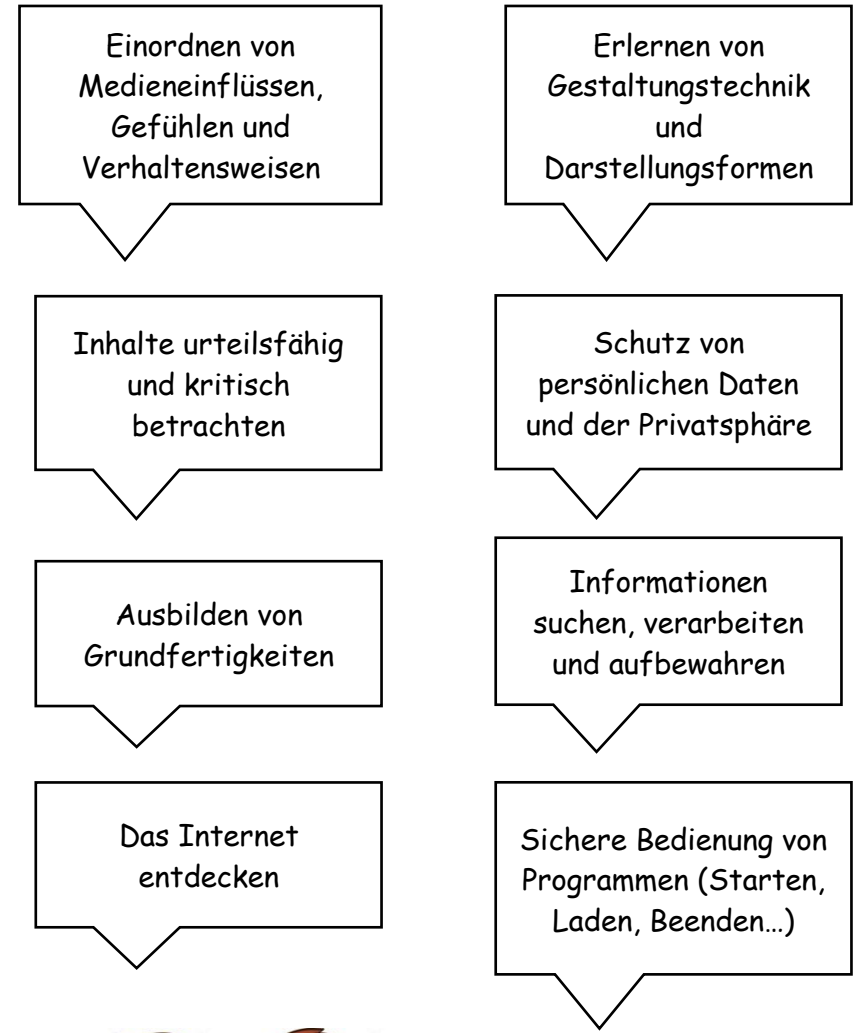 Einordnen von
Medieneinflüssen,
Gefühlen und
Verhaltensweisen
Erlernen von
Gestaltungstechnik
und
Darstellungsformen
Inhalte urteilsfähig
und kritisch
betrachten
Schutz von
persönlichen Daten
und der Privatsphäre
Ausbilden von
Grundfertigkeiten
Informationen
suchen, verarbeiten
und aufbewahren
Das Internet
entdecken
Sichere Bedienung von
Programmen (Starten,
Laden, Beenden…)